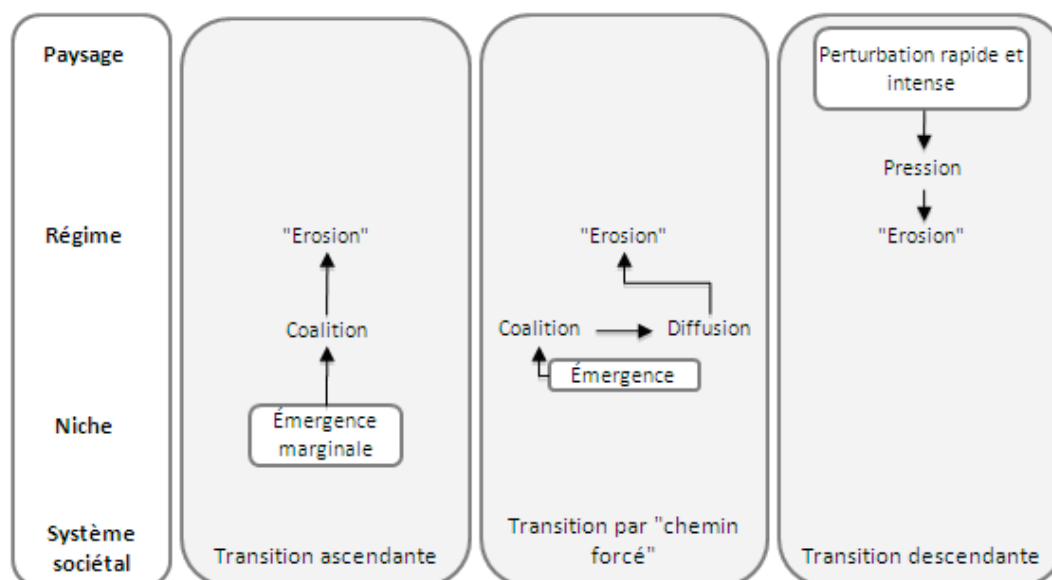 Paysage
Régime
Niche
Système
sociétal
"Erosion"
Coalition
Émergence
marginale
Transition ascendante
"Erosion"
Coalition
Diffusion
Émergence
Transition par "chemin
forcé"
Perturbation rapide et
intense
Pression
"Erosion"
Transition descendante